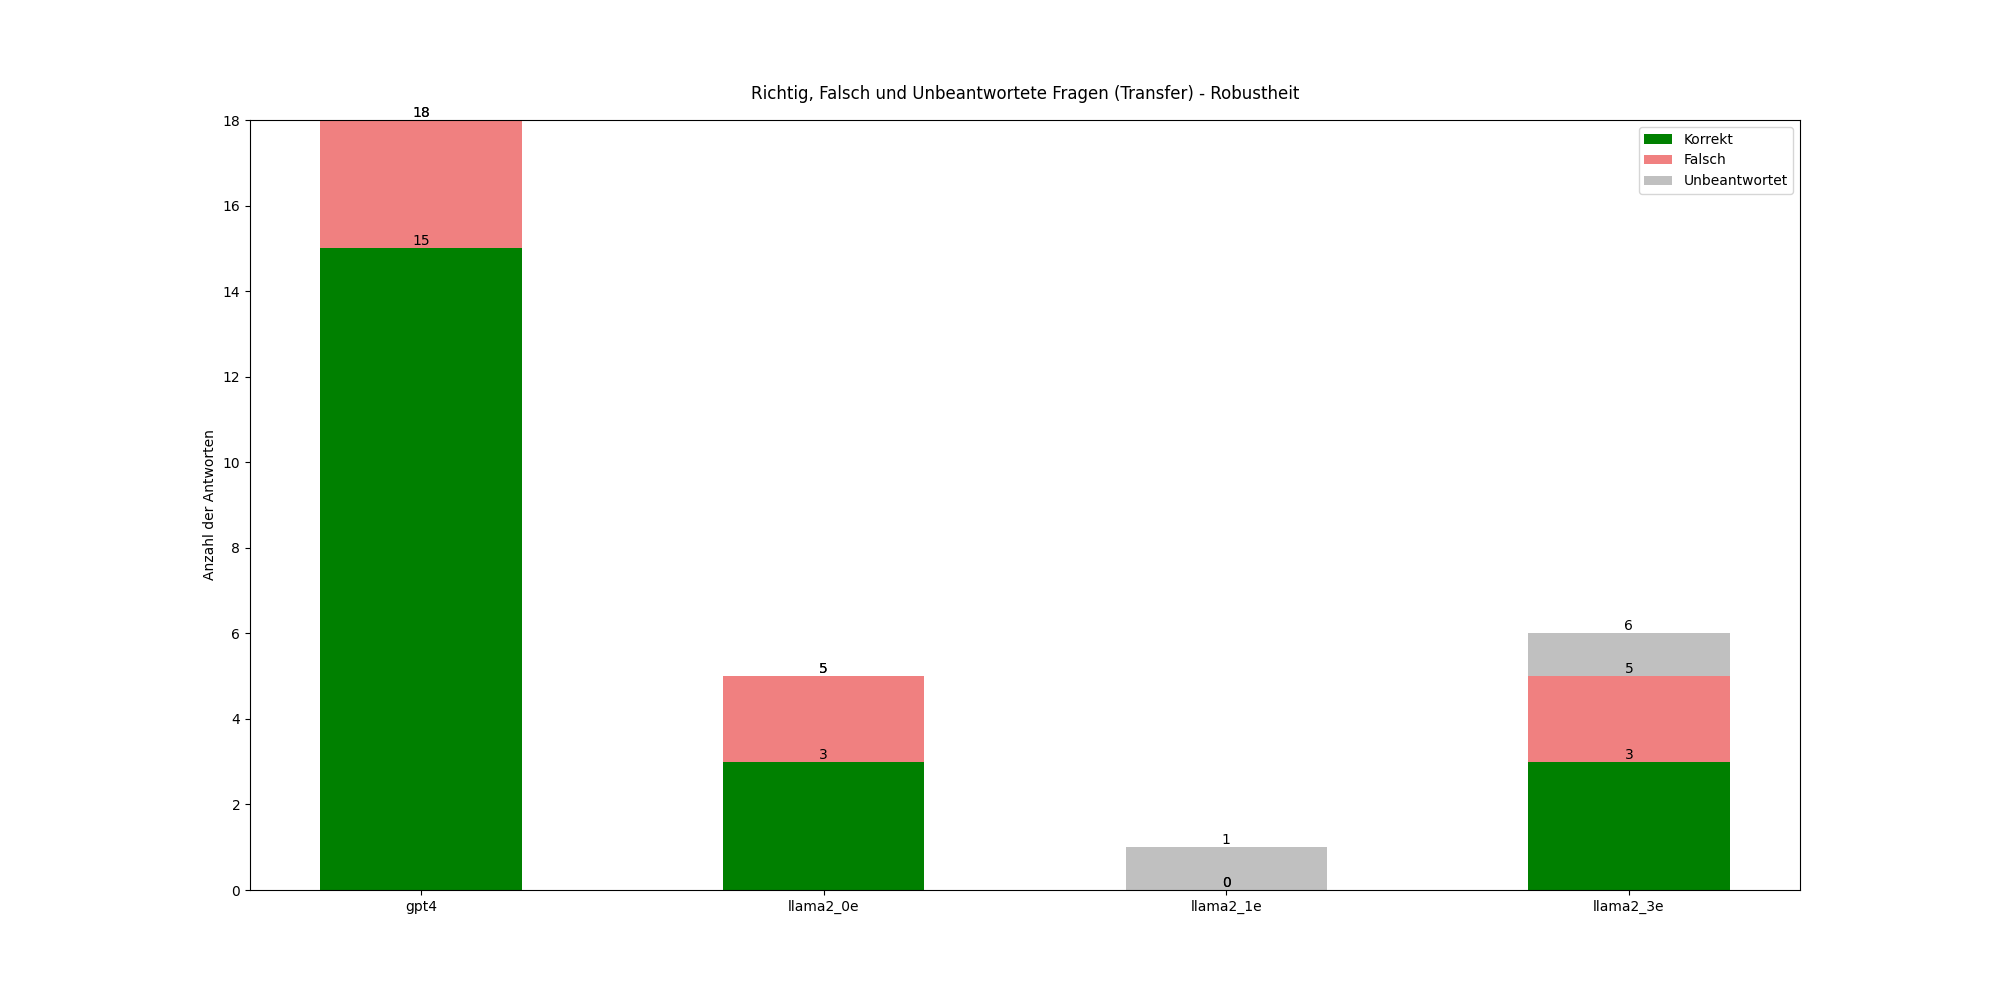 Richtig, Falsch und Unbeantwortete Fragen (Transfer) - Robustheit
18
18
16
14
12
10
8
6
4
2
0
Anzahl der Antworten
15
5
3
1
0
6
5
3
Korrekt
Falsch
Unbeantwortet
gpt4
llama2_0e
llama2_1e
llama2_3e